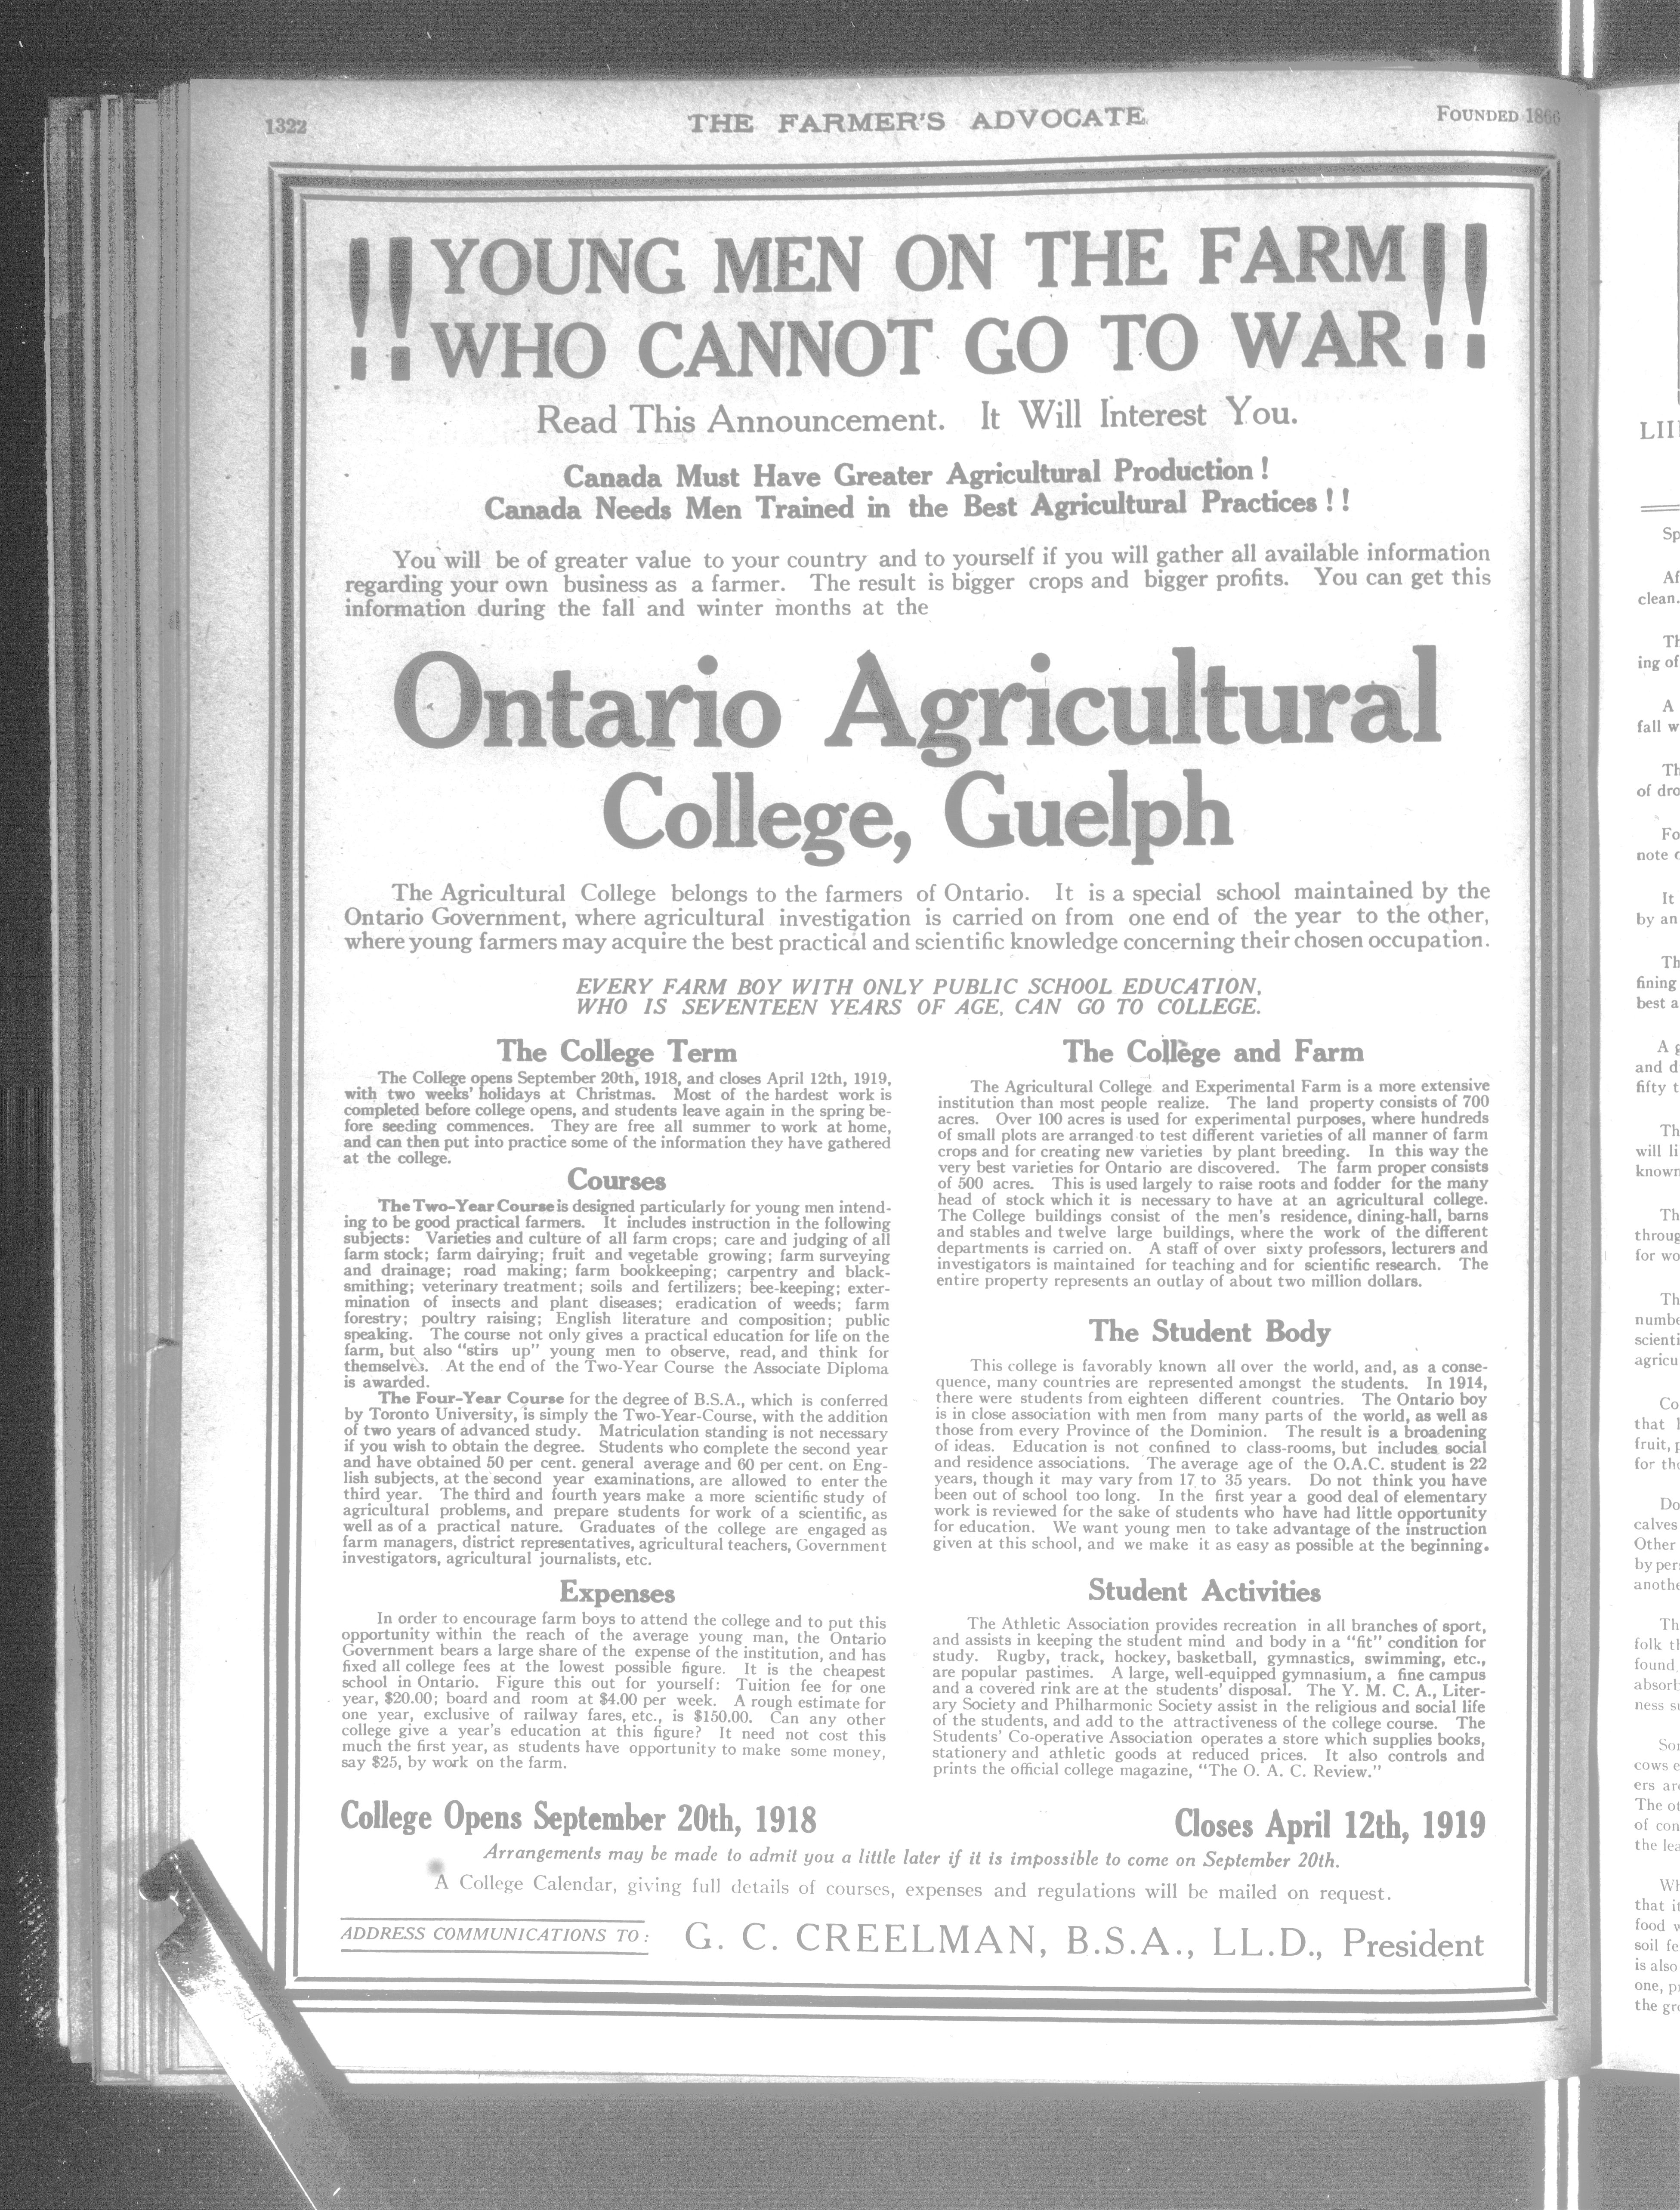 1322
THE FARMER'S ADVOCATE
FOUNDED 1866
!! YOUNG MEN ON THE FARM !!
WHO CANNOT GO TO WAR
Read This Announcement. It Will Interest You.
Canada Must Have Greater Agricultural Production !
Canada Needs Men Trained in the Best Agricultural Practices ! !
You will be of greater value to your country and to yourself if you will gather all available information
regarding your own business as a farmer. The result is bigger crops and bigger profits. You can get this
information during the fall and winter months at the
Ontario Agricultural
College, Guelph
The Agricultural College belongs to the farmers of Ontario. It is a special school maintained by the
Ontario Government, where agricultural investigation is carried on from one end of the year to the other,
where young farmers may acquire the best practical and scientific knowledge concerning their chosen occupation.
EVERY FARM BOY WITH ONLY PUBLIC SCHOOL EDUCATION,
WHO IS SEVENTEEN YEARS OF AGE, CAN GO TO COLLEGE.
The College Term
The College opens September 20th, 1918, and closes April 12th, 1919,
with two weeks' holidays at Christmas. Most of the hardest work is
completed before college opens, and students leave again in the spring be-
fore seeding commences. They are free all summer to work at home,
and can then put into practice some of the information they have gathered
at the college.
Courses
The Two-Year Course is designed particularly for young men intend-
ing to be good practical farmers. It includes instruction in the following
subjects: Varieties and culture of all farm crops; care and judging of all
farm stock; farm dairying; fruit and vegetable growing; farm surveying
and drainage; road making; farm bookkeeping; carpentry and black-
smithing; veterinary treatment; soils and fertilizers; bee-keeping; exter-
mination of insects and plant diseases; eradication of weeds; farm
forestry; poultry raising; English literature and composition; public
speaking. The course not only gives a practical education for life on the
farm, but also "stirs up" young men to observe, read, and think for
themselves. At the end of the Two-Year Course the Associate Diploma
is awarded.
The Four-Year Course for the degree of B.S.A., which is conferred
by Toronto University, is simply the Two-Year-Course, with the addition
of two years of advanced study. Matriculation standing is not necessary
if you wish to obtain the degree. Students who complete the second year
and have obtained 50 per cent. general average and 60 per cent. on Eng-
lish subjects, at the second year examinations, are allowed to enter the
third year. The third and fourth years make a more scientific study of
agricultural problems, and prepare students for work of a scientific, as
well as of a practical nature. Graduates of the college are engaged as
farm managers, district representatives, agricultural teachers, Government
investigators, agricultural journalists, etc.
Expenses
In order to encourage farm boys to attend the college and to put this
opportunity within the reach of the average young man, the Ontario
Government bears a large share of the expense of the institution, and has
fixed all college fees at the lowest possible figure. It is the cheapest
school in Ontario. Figure this out for yourself: Tuition fee for one
year, $20.00; board and room at $4.00 per week. A rough estimate for
one year, exclusive of railway fares, etc., is $150.00. Can any other
college give a year's education at this figure? It need not cost this
much the first year, as students have opportunity to make some money,
say $25, by work on the farm.
The College and Farm
The Agricultural College and Experimental Farm is a more extensive
institution than most people realize. The land property consists of 700
acres. Over 100 acres is used for experimental purposes, where hundreds
of small plots are arranged to test different varieties of all manner of farm
crops and for creating new varieties by plant breeding. In this way the
very best varieties for Ontario are discovered. The farm proper consists
of 500 acres. This is used largely to raise roots and fodder for the many
head of stock which it is necessary to have at an agricultural college.
The College buildings consist of the men's residence, dining-hall, barns
and stables and twelve large buildings, where the work of the different
departments is carried on. A staff of over sixty professors, lecturers and
investigators is maintained for teaching and for scientific research. The
entire property represents an outlay of about two million dollars.
The Student Body
This college is favorably known all over the world, and, as a conse-
quence, many countries are represented amongst the students. In 1914,
there were students from eighteen different countries. The Ontario boy
is in close association with men from many parts of the world, as well as
those from every Province of the Dominion. The result is a broadening
of ideas. Education is not confined to class-rooms, but includes social
and residence associations. The average age of the O.A.C. student is 22
years, though it may vary from 17 to 35 years. Do not think you have
been out of school too long. In the first year a good deal of elementary
work is reviewed for the sake of students who have had little opportunity
for education. We want young men to take advantage of the instruction
given at this school, and we make it as easy as possible at the beginning.
Student Activities
The Athletic Association provides recreation in all branches of sport,
and assists in keeping the student mind and body in a "fit" condition for
study. Rugby, track, hockey, basketball, gymnastics, swimming, etc.,
are popular pastimes. A large, well-equipped gymnasium, a fine campus
and a covered rink are at the students' disposal. The Y. M. C. A., Liter-
ary Society and Philharmonic Society assist in the religious and social life
of the students, and add to the attractiveness of the college course. The
Students' Co-operative Association operates a store which supplies books,
stationery and athletic goods at reduced prices. It also controls and
prints the official college magazine, "The O. A. C. Review."
College Opens September 20th, 1918
Closes April 12th, 1919
Arrangements may be made to admit you a little later if it is impossible to come on September 20th.
A College Calendar, giving full details of courses, expenses and regulations will be mailed on request.
ADDRESS COMMUNICATIONS TO :
G. C. CREELMAN, B.S.A., LL.D., President